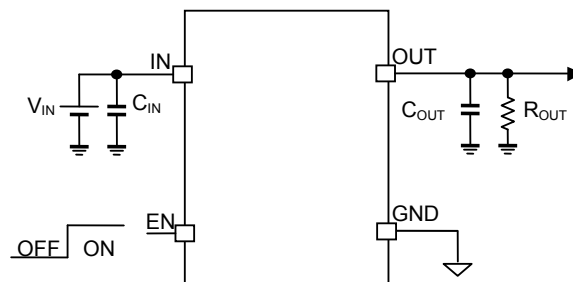 IN
OUT
V_IN
C_IN
C_OUT
R_OUT
EN
GND
OFF
ON